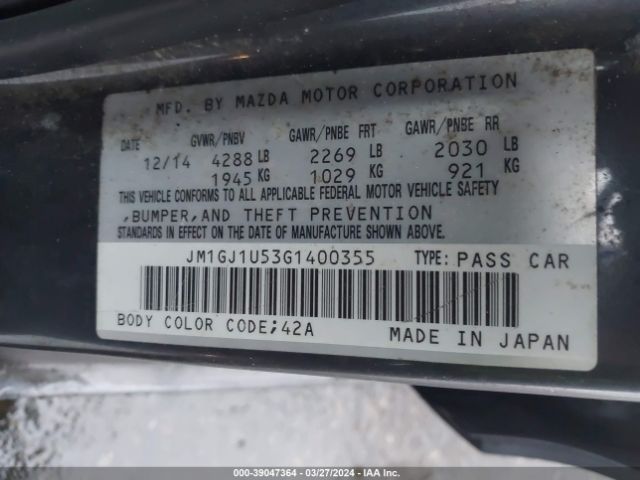 MFD. BY MAZDA MOTOR CORPORATION
DATE GVWR/PNBV GAWR/PNBE FRT GAWR/PNBE RR
12/14 4288 LB 2269 LB 2030 LB
1945 KG 1029 KG 921 KG
THIS VEHICLE CONFORMS TO ALL APPLICABLE FEDERAL MOTOR VEHICLE SAFETY
,BUMPER,AND THEFT PREVENTION
STANDARDS IN EFFECT ON THE DATE OF MANUFACTURE SHOWN ABOVE.
JM1GJ1U53G1400355 TYPE: PASS CAR
BODY COLOR CODE;42A MADE IN JAPAN
000-39047364 - 03/27/2024 - IAAI.com